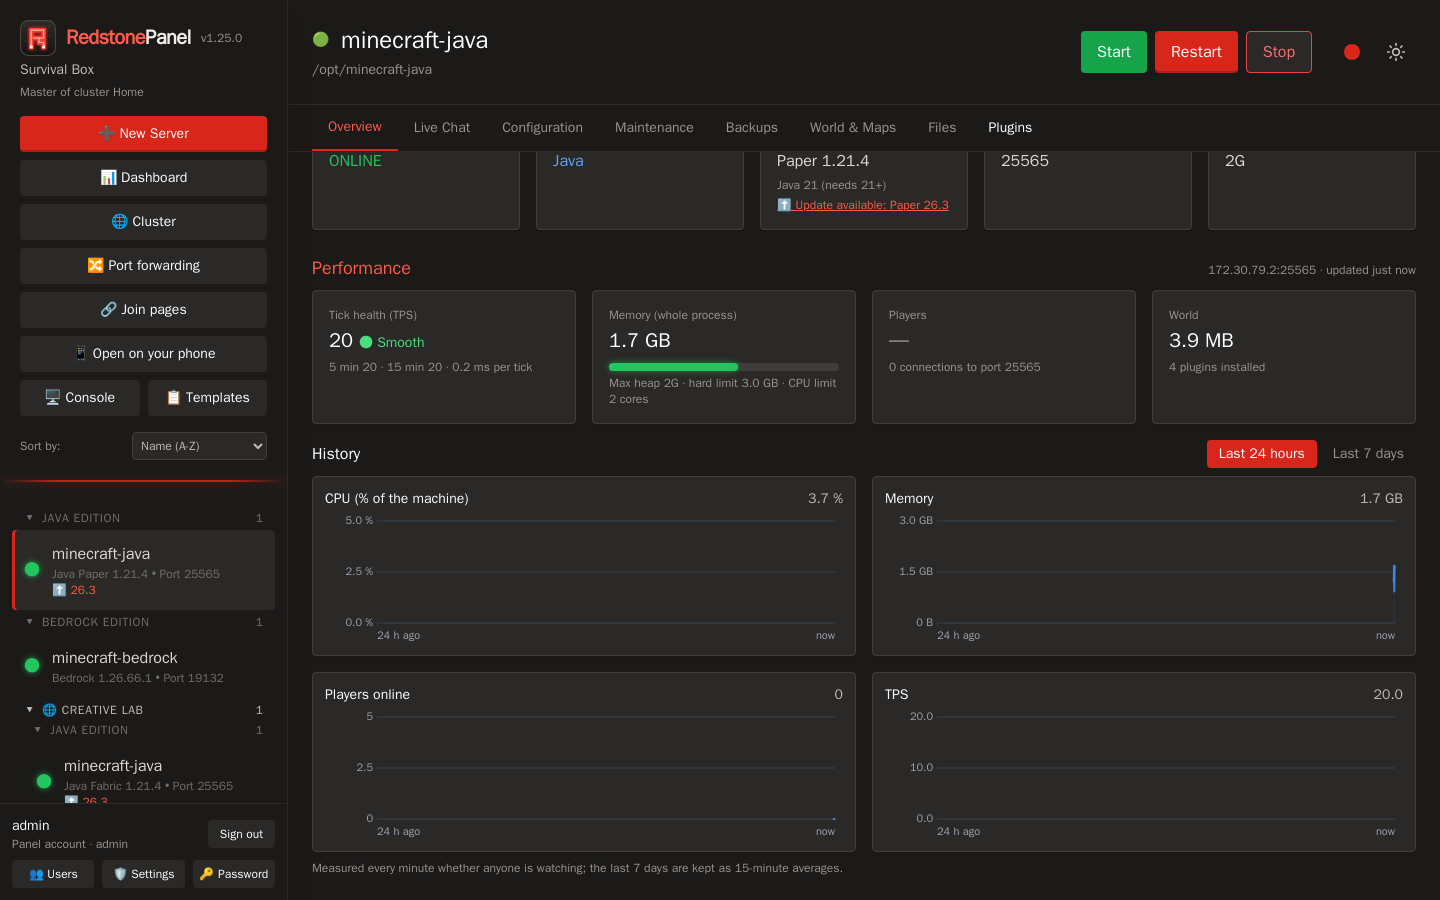 RedstonePanel v1.25.0
Survival Box
Master of cluster Home
New Server
Dashboard
Cluster
Port forwarding
Join pages
Open on your phone
Console
Templates
Sort by:
Name (A-Z)
JAVA EDITION 1
minecraft-java
Java Paper 1.21.4 • Port 25565
26.3
BEDROCK EDITION 1
minecraft-bedrock
Bedrock 1.26.66.1 • Port 19132
CREATIVE LAB 1
JAVA EDITION 1
minecraft-java
Java Fabric 1.21.4 • Port 25565
26.3
admin
Panel account · admin
Sign out
Users
Settings
Password
minecraft-java
/opt/minecraft-java
Start
Restart
Stop
Overview
Live Chat
Configuration
Maintenance
Backups
World & Maps
Files
Plugins
ONLINE
Java
Paper 1.21.4
Java 21 (needs 21+)
Update available: Paper 26.3
25565
2G
Performance
172.30.79.2:25565 · updated just now
Tick health (TPS)
20 Smooth
5 min 20 · 15 min 20 · 0.2 ms per tick
Memory (whole process)
1.7 GB
Max heap 2G · hard limit 3.0 GB · CPU limit
2 cores
Players
—
0 connections to port 25565
World
3.9 MB
4 plugins installed
History
Last 24 hours
Last 7 days
CPU (% of the machine) 3.7 %
5.0 %
2.5 %
0.0 %
24 h ago now
Memory 1.7 GB
3.0 GB
1.5 GB
0 B
24 h ago now
Players online 0
5
2.5
0
24 h ago now
TPS 20.0
20.0
10.0
0.0
24 h ago now
Measured every minute whether anyone is watching; the last 7 days are kept as 15-minute averages.